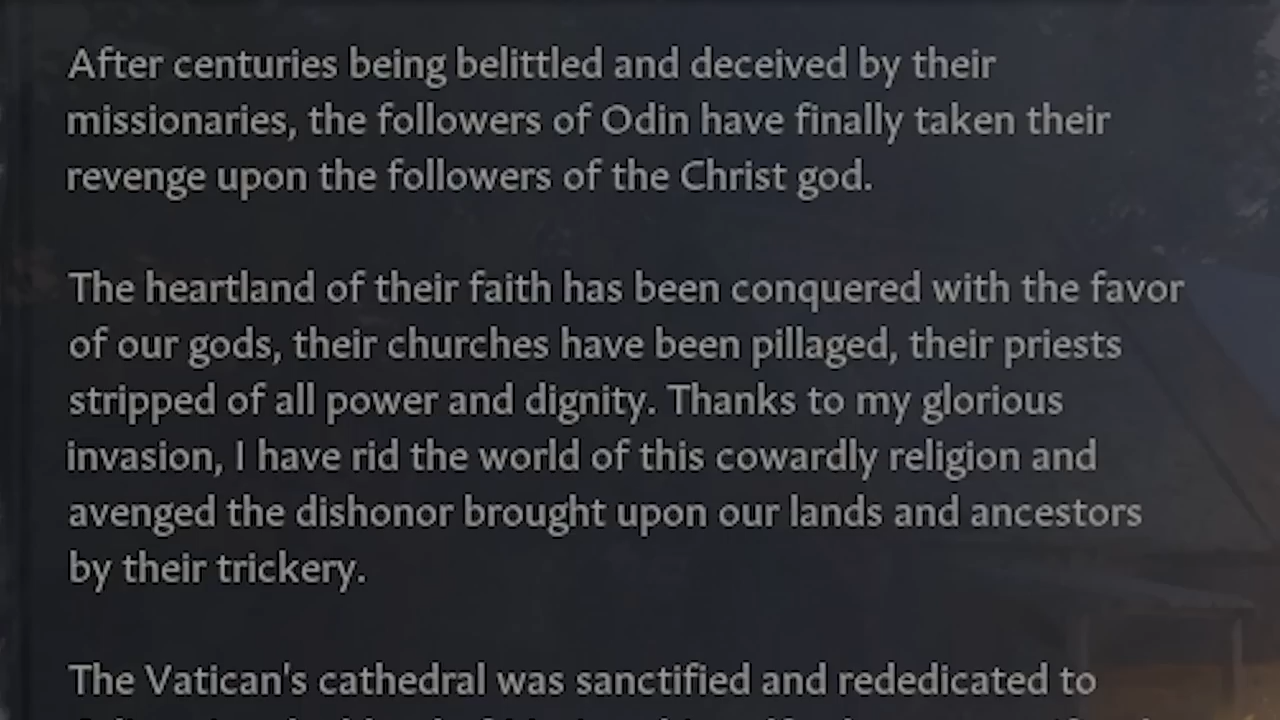 After centuries being belittled and deceived by their
missionaries, the followers of Odin have finally taken their
revenge upon the followers of the Christ god.
The heartland of their faith has been conquered with the favor
of our gods, their churches have been pillaged, their priests
stripped of all power and dignity. Thanks to my glorious
invasion, I have rid the world of this cowardly religion and
avenged the dishonor brought upon our lands and ancestors
by their trickery.
The Vatican's cathedral was sanctified and rededicated to